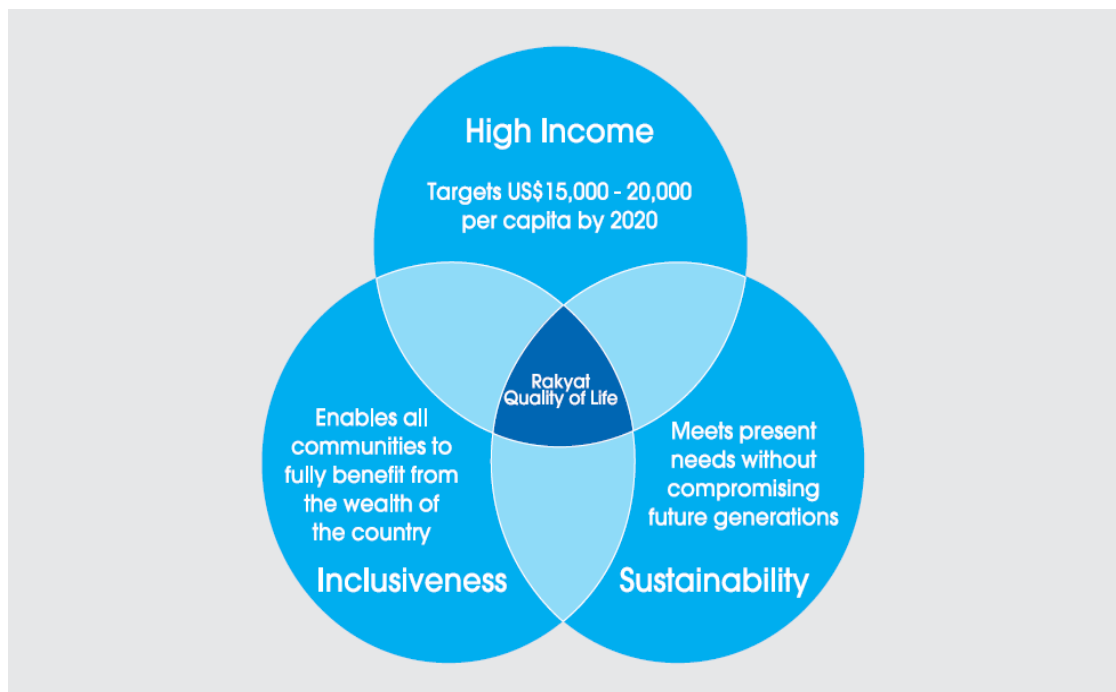 High Income
Targets US$15,000 - 20,000
per capita by 2020
Rakyat
Quality of Life
Enables all
communities to
fully benefit from
the wealth of
the country
Inclusiveness
Meets present
needs without
compromising
future generations
Sustainability